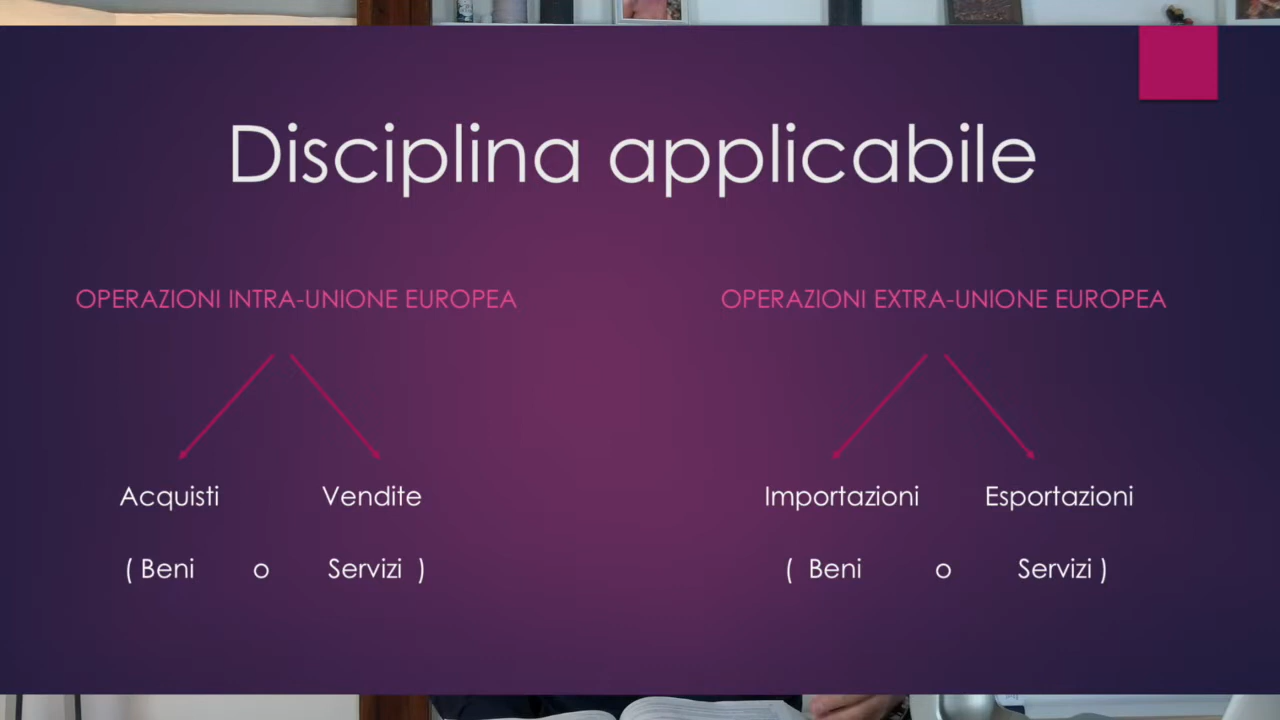 Disciplina applicabile
OPERAZIONI INTRA-UNIONE EUROPEA
Acquisti Vendite
( Beni o Servizi )
OPERAZIONI EXTRA-UNIONE EUROPEA
Importazioni Esportazioni
( Beni o Servizi )